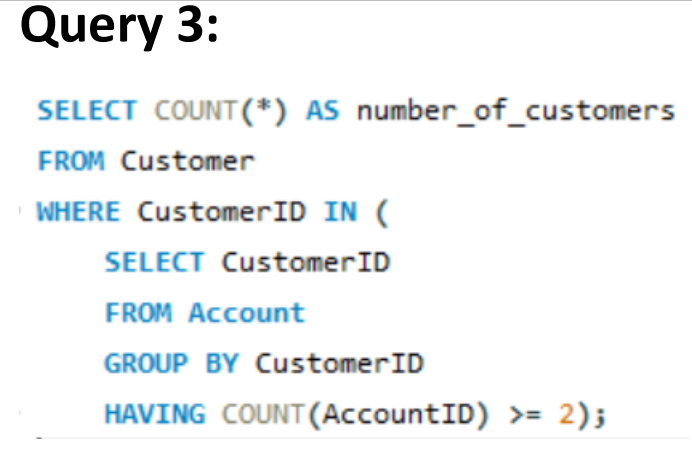 Query 3:
SELECT COUNT(*) AS number_of_customers
FROM Customer
WHERE CustomerID IN (
SELECT CustomerID
FROM Account
GROUP BY CustomerID
HAVING COUNT(AccountID) >= 2);